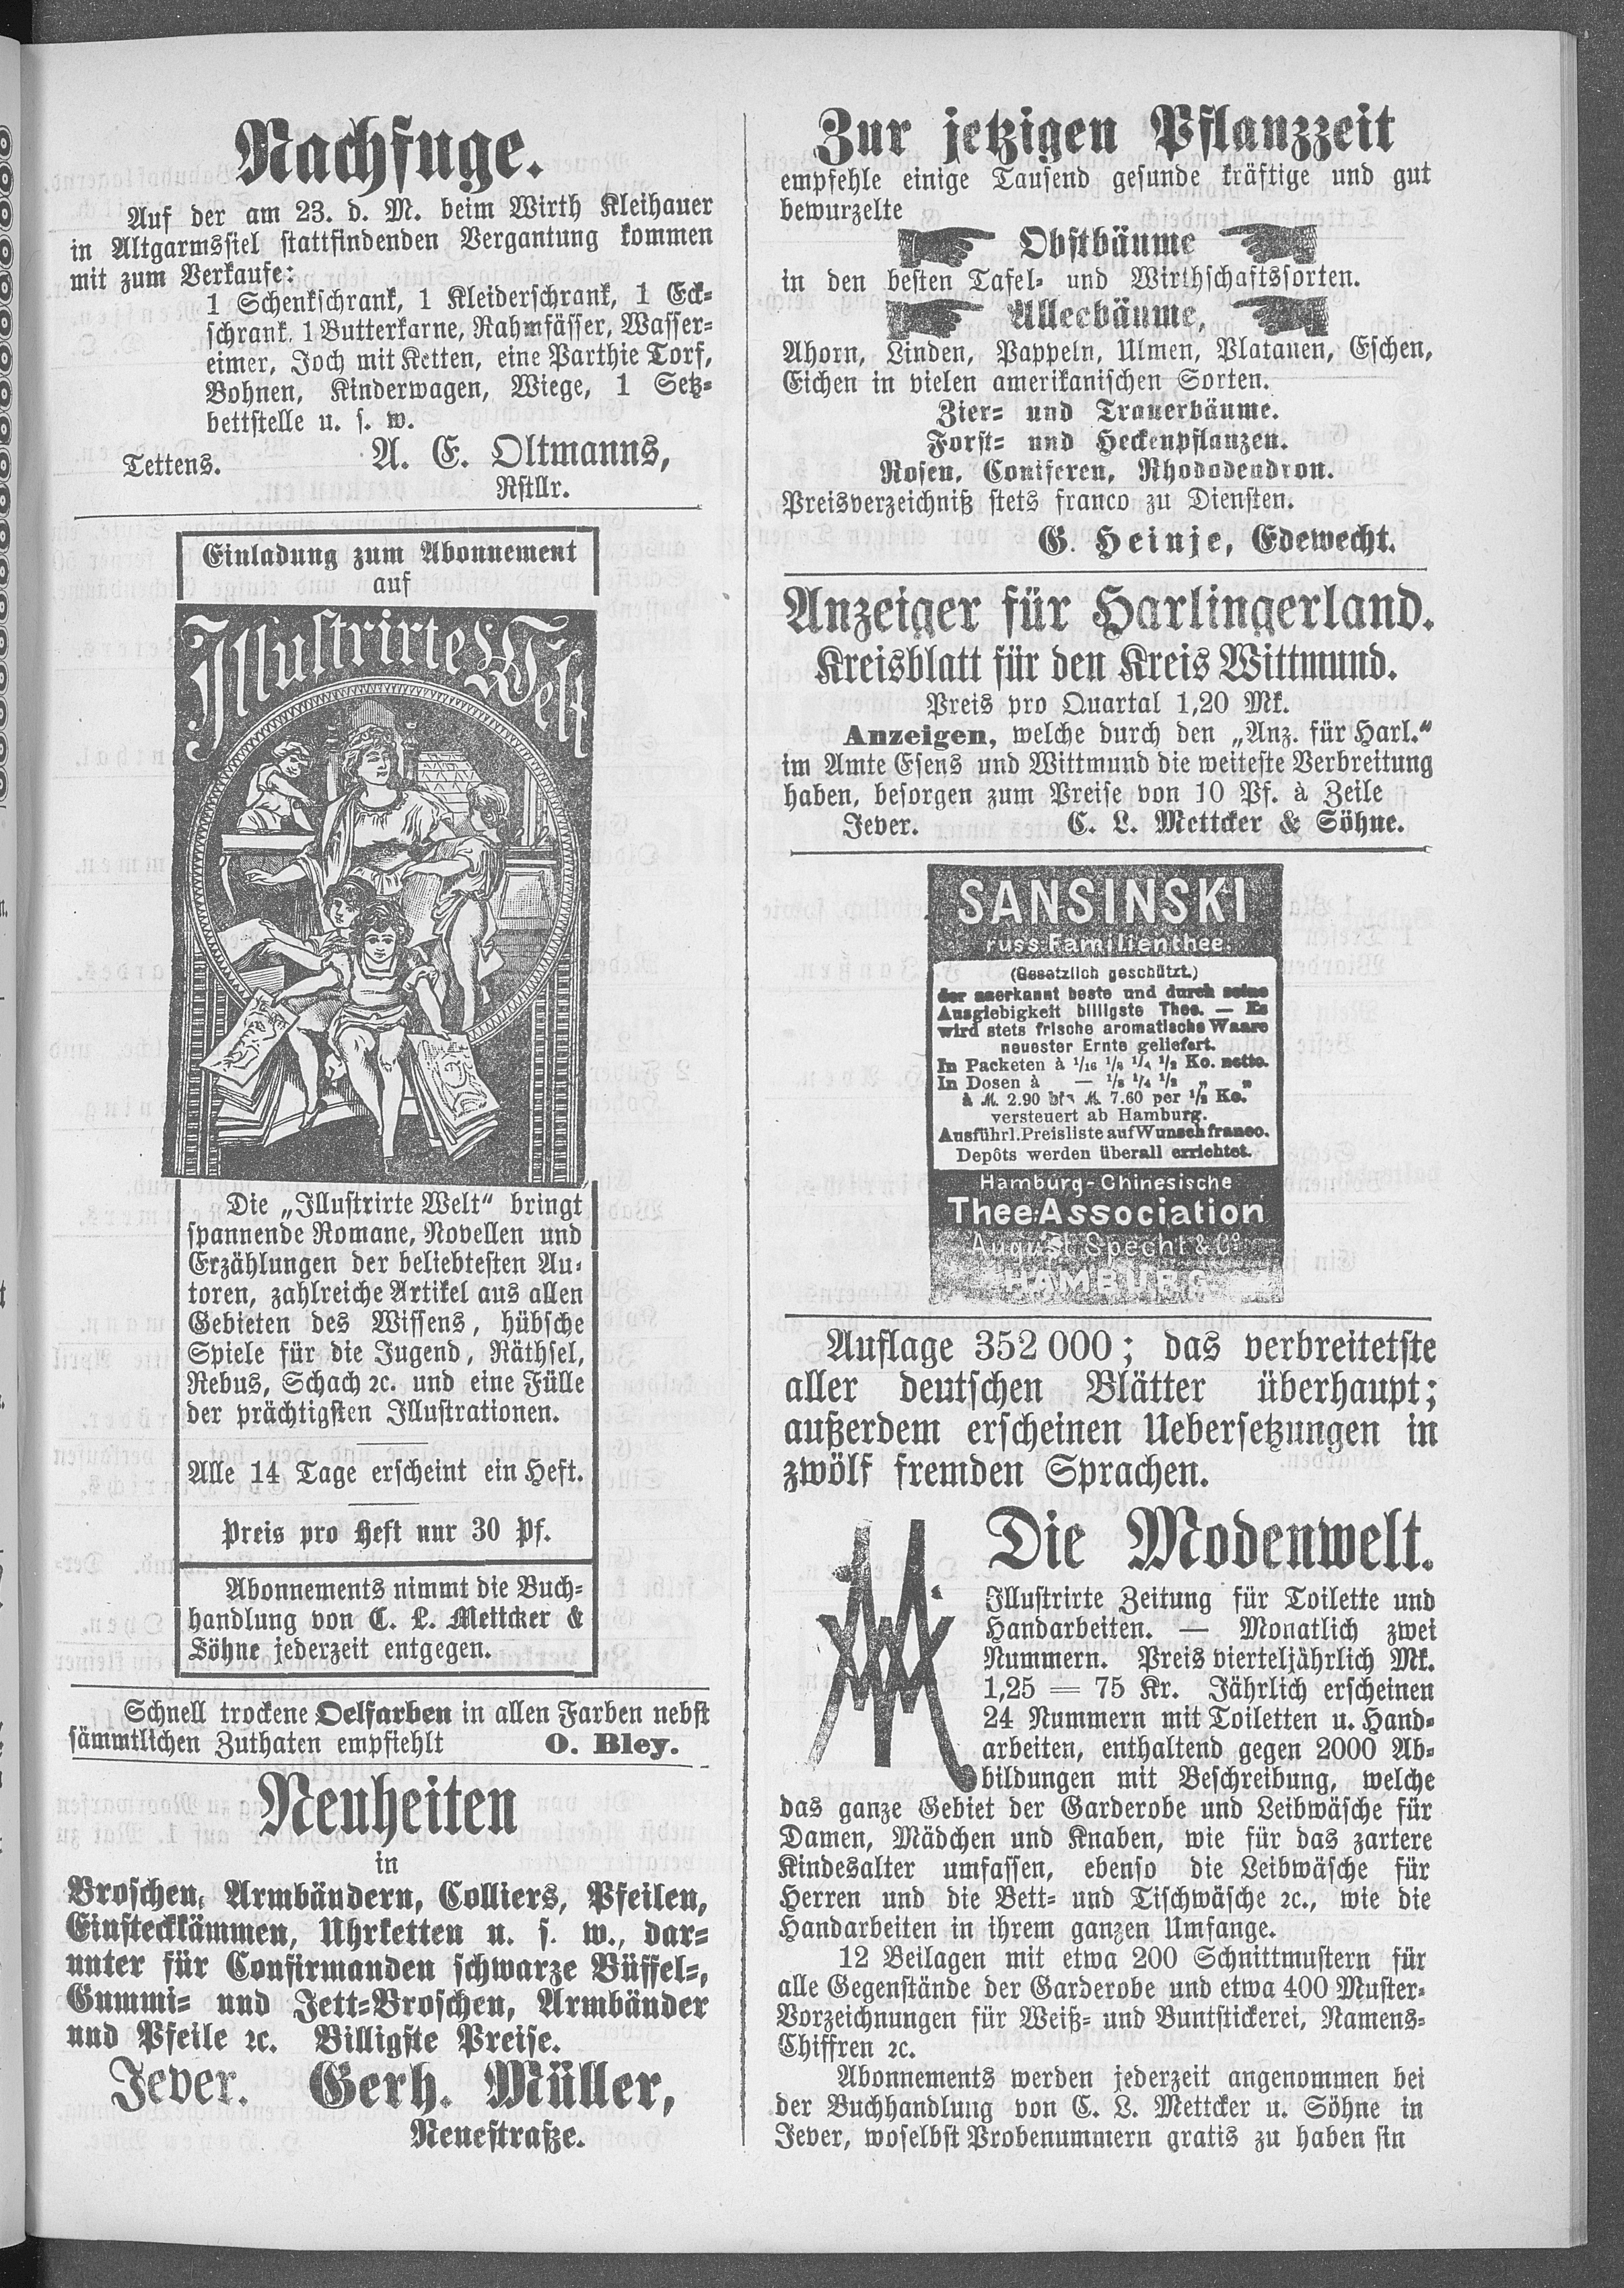 Nachfuge.
Auf der am 23. d. M. beim Wirth Kleihauer
in Altgarmssiel stattfindenden Vergantung kommen
mit zum Verkaufe:
1 Schenkschrank, 1 Kleiderschrank, 1 Eck-
schrank, 1 Butterkarne, Rahmfässer, Wasser-
eimer, Joch mit Ketten, eine Parthie Torf,
Bohnen, Kinderwagen, Wiege, 1 Setz-
bettstelle u. s. w.
Tettens. A. E. Oltmanns,
Rstllr.
Einladung zum Abonnement
auf
Illustrirte Welt
Die „Illustrirte Welt“ bringt
spannende Romane, Novellen und
Erzählungen der beliebtesten Au-
toren, zahlreiche Artikel aus allen
Gebieten des Wissens, hübsche
Spiele für die Jugend, Räthsel,
Rebus, Schach ꝛc. und eine Fülle
der prächtigsten Illustrationen.
Alle 14 Tage erscheint ein Heft.
Preis pro Heft nur 30 Pf.
Abonnements nimmt die Buch-
handlung von C. L. Mettcker &
Söhne jederzeit entgegen.
Schnell trockene Oelfarben in allen Farben nebst
sämmtlichen Zuthaten empfiehlt O. Bley.
Neuheiten
in
Broschen, Armbändern, Colliers, Pfeilen,
Einsteckkämmen, Uhrketten u. s. w., dar-
unter für Confirmanden schwarze Büffel-,
Gummi- und Jett-Broschen, Armbänder
und Pfeile ꝛc. Billigste Preise.
Jever. Gerh. Müller,
Neuestraße.
Zur jetzigen Pflanzzeit
empfehle einige Tausend gesunde kräftige und gut
bewurzelte
Obstbäume
in den besten Tafel- und Wirthschaftssorten.
Alleebäume,
Ahorn, Linden, Pappeln, Ulmen, Platanen, Eschen,
Eichen in vielen amerikanischen Sorten.
Zier- und Trauerbäume.
Forst- und Heckenpflanzen.
Rosen, Coniferen, Rhododendron.
Preisverzeichniß stets franco zu Diensten.
G. Heinje, Edewecht.
Anzeiger für Harlingerland.
Kreisblatt für den Kreis Wittmund.
Preis pro Quartal 1,20 Mk.
Anzeigen, welche durch den „Anz. für Harl.“
im Amte Esens und Wittmund die weiteste Verbreitung
haben, besorgen zum Preise von 10 Pf. à Zeile
Jever. C. L. Mettcker & Söhne.
SANSINSKI
russ. Familienthee.
(Gesetzlich geschützt.)
der anerkannt beste und durch seine
Ausgiebigkeit billigste Thee. — Es
wird stets frische aromatische Waare
neuester Ernte geliefert.
In Packeten à 1/16 1/8 1/4 1/2 Ko. netto.
In Dosen à — 1/8 1/4 1/2 „ „
à M. 2.90 bis M. 7.60 per 1/2 Ko.
versteuert ab Hamburg.
Ausführl. Preisliste auf Wunsch franco.
Depôts werden überall errichtet.
Hamburg-Chinesische
Thee-Association
August Specht & Co
HAMBURG
Auflage 352 000; das verbreitetste
aller deutschen Blätter überhaupt;
außerdem erscheinen Uebersetzungen in
zwölf fremden Sprachen.
Die Modenwelt.
Illustrirte Zeitung für Toilette und
Handarbeiten. — Monatlich zwei
Nummern. Preis vierteljährlich Mk.
1,25 = 75 Kr. Jährlich erscheinen
24 Nummern mit Toiletten u. Hand-
arbeiten, enthaltend gegen 2000 Ab-
bildungen mit Beschreibung, welche
das ganze Gebiet der Garderobe und Leibwäsche für
Damen, Mädchen und Knaben, wie für das zartere
Kindesalter umfassen, ebenso die Leibwäsche für
Herren und die Bett- und Tischwäsche ꝛc., wie die
Handarbeiten in ihrem ganzen Umfange.
12 Beilagen mit etwa 200 Schnittmustern für
alle Gegenstände der Garderobe und etwa 400 Muster-
Vorzeichnungen für Weiß- und Buntstickerei, Namens-
Chiffren ꝛc.
Abonnements werden jederzeit angenommen bei
der Buchhandlung von C. L. Mettcker u. Söhne in
Jever, woselbst Probenummern gratis zu haben sin